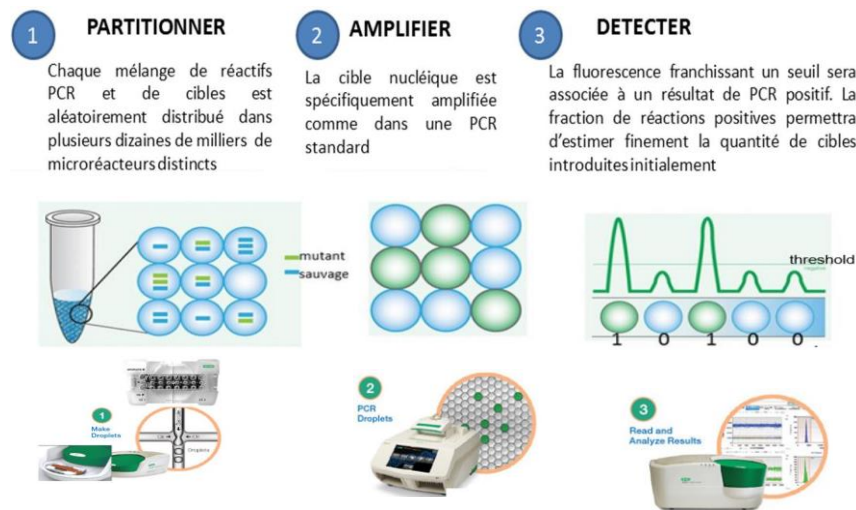 1 PARTITIONNER
Chaque mélange de réactifs
PCR et de cibles est
aléatoirement distribué dans
plusieurs dizaines de milliers de
microréacteurs distincts
2 AMPLIFIER
La cible nucléique est
spécifiquement amplifiée
comme dans une PCR
standard
3 DETECTER
La fluorescence franchissant un seuil sera
associée à un résultat de PCR positif. La
fraction de réactions positives permettra
d'estimer finement la quantité de cibles
introduites initialement
mutant
sauvage
threshold
negative
1 0 1 0 0
1
Make
Droplets
Droplets
2
PCR
Droplets
3
Read and
Analyze Results